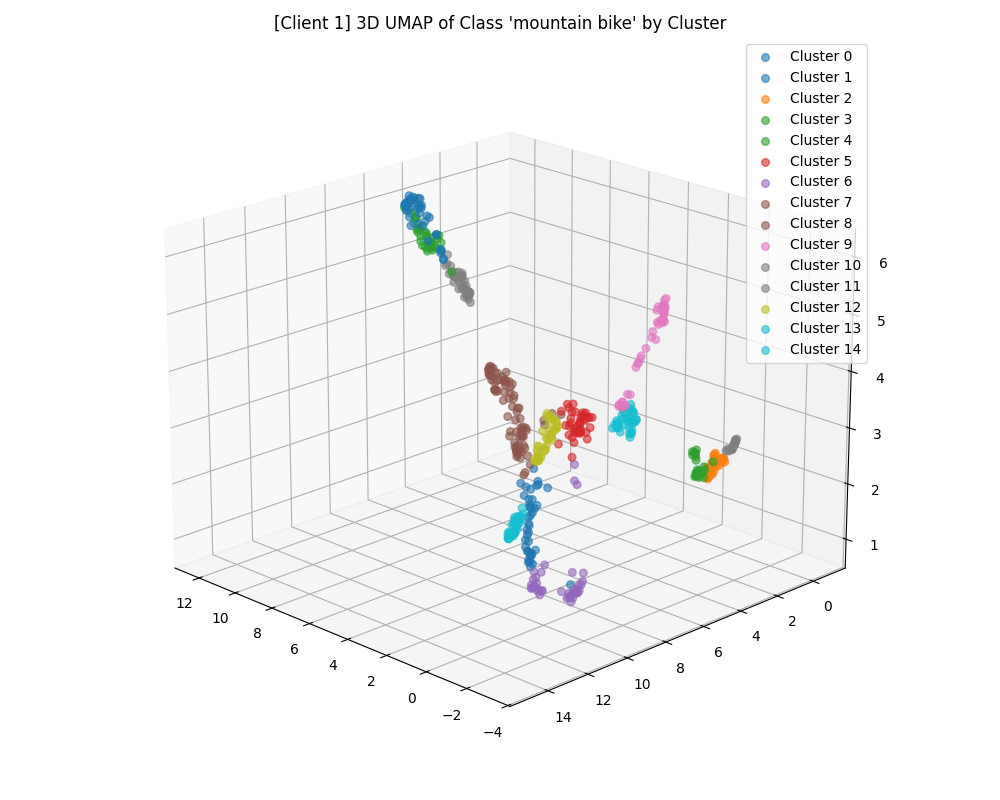 [Client 1] 3D UMAP of Class 'mountain bike' by Cluster
Cluster 0
Cluster 1
Cluster 2
Cluster 3
Cluster 4
Cluster 5
Cluster 6
Cluster 7
Cluster 8
Cluster 9
Cluster 10
Cluster 11
Cluster 12
Cluster 13
Cluster 14
6
5
4
3
2
1
12
10
8
6
4
2
0
−2
−4
14
12
10
8
6
4
2
0